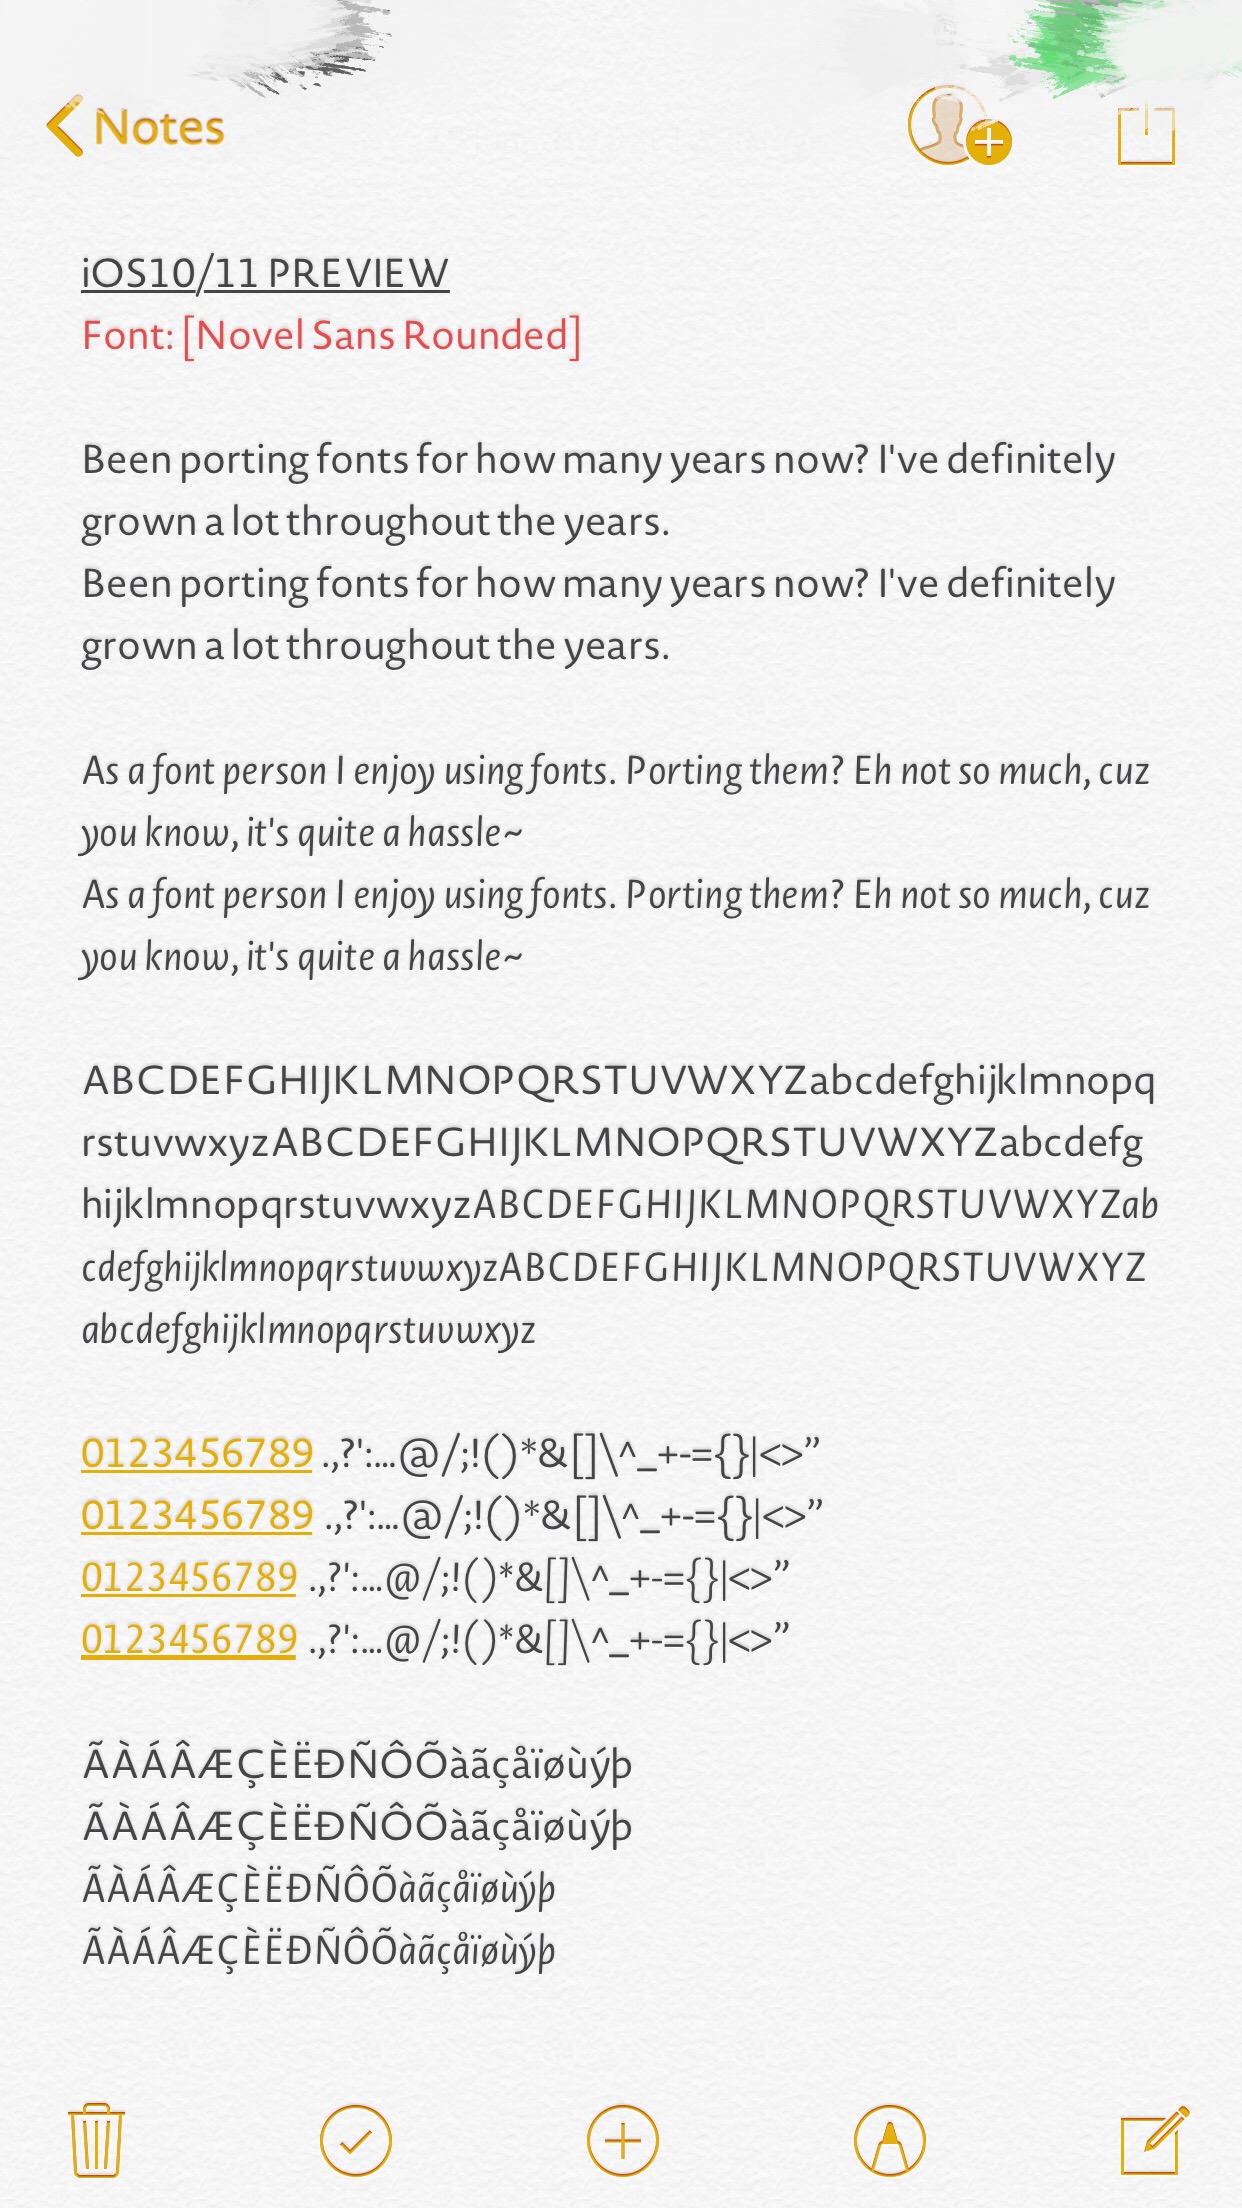 Notes
iOS10/11 PREVIEW
Font: [Novel Sans Rounded]
Been porting fonts for how many years now? I've definitely
grown a lot throughout the years.
Been porting fonts for how many years now? I've definitely
grown a lot throughout the years.
As a font person I enjoy using fonts. Porting them? Eh not so much, cuz
you know, it's quite a hassle~
As a font person I enjoy using fonts. Porting them? Eh not so much, cuz
you know, it's quite a hassle~
ABCDEFGHIJKLMNOPQRSTUVWXYZabcdefghijklmnopq
rstuvwxyzABCDEFGHIJKLMNOPQRSTUVWXYZabcdefg
hijklmnopqrstuvwxyzABCDEFGHIJKLMNOPQRSTUVWXYZab
cdefghijklmnopqrstuvwxyzABCDEFGHIJKLMNOPQRSTUVWXYZ
abcdefghijklmnopqrstuvwxyz
0123456789 .,?':...@/;!()*&[]\^_+-={}|<>”
0123456789 .,?':...@/;!()*&[]\^_+-={}|<>”
0123456789 .,?':...@/;!()*&[]\^_+-={}|<>”
0123456789 .,?':...@/;!()*&[]\^_+-={}|<>”
ÃÀÁÂÆÇÈËÐÑÔÕàãçåïøùýþ
ÃÀÁÂÆÇÈËÐÑÔÕàãçåïøùýþ
ÃÀÁÂÆÇÈËÐÑÔÕàãçåïøùýþ
ÃÀÁÂÆÇÈËÐÑÔÕàãçåïøùýþ